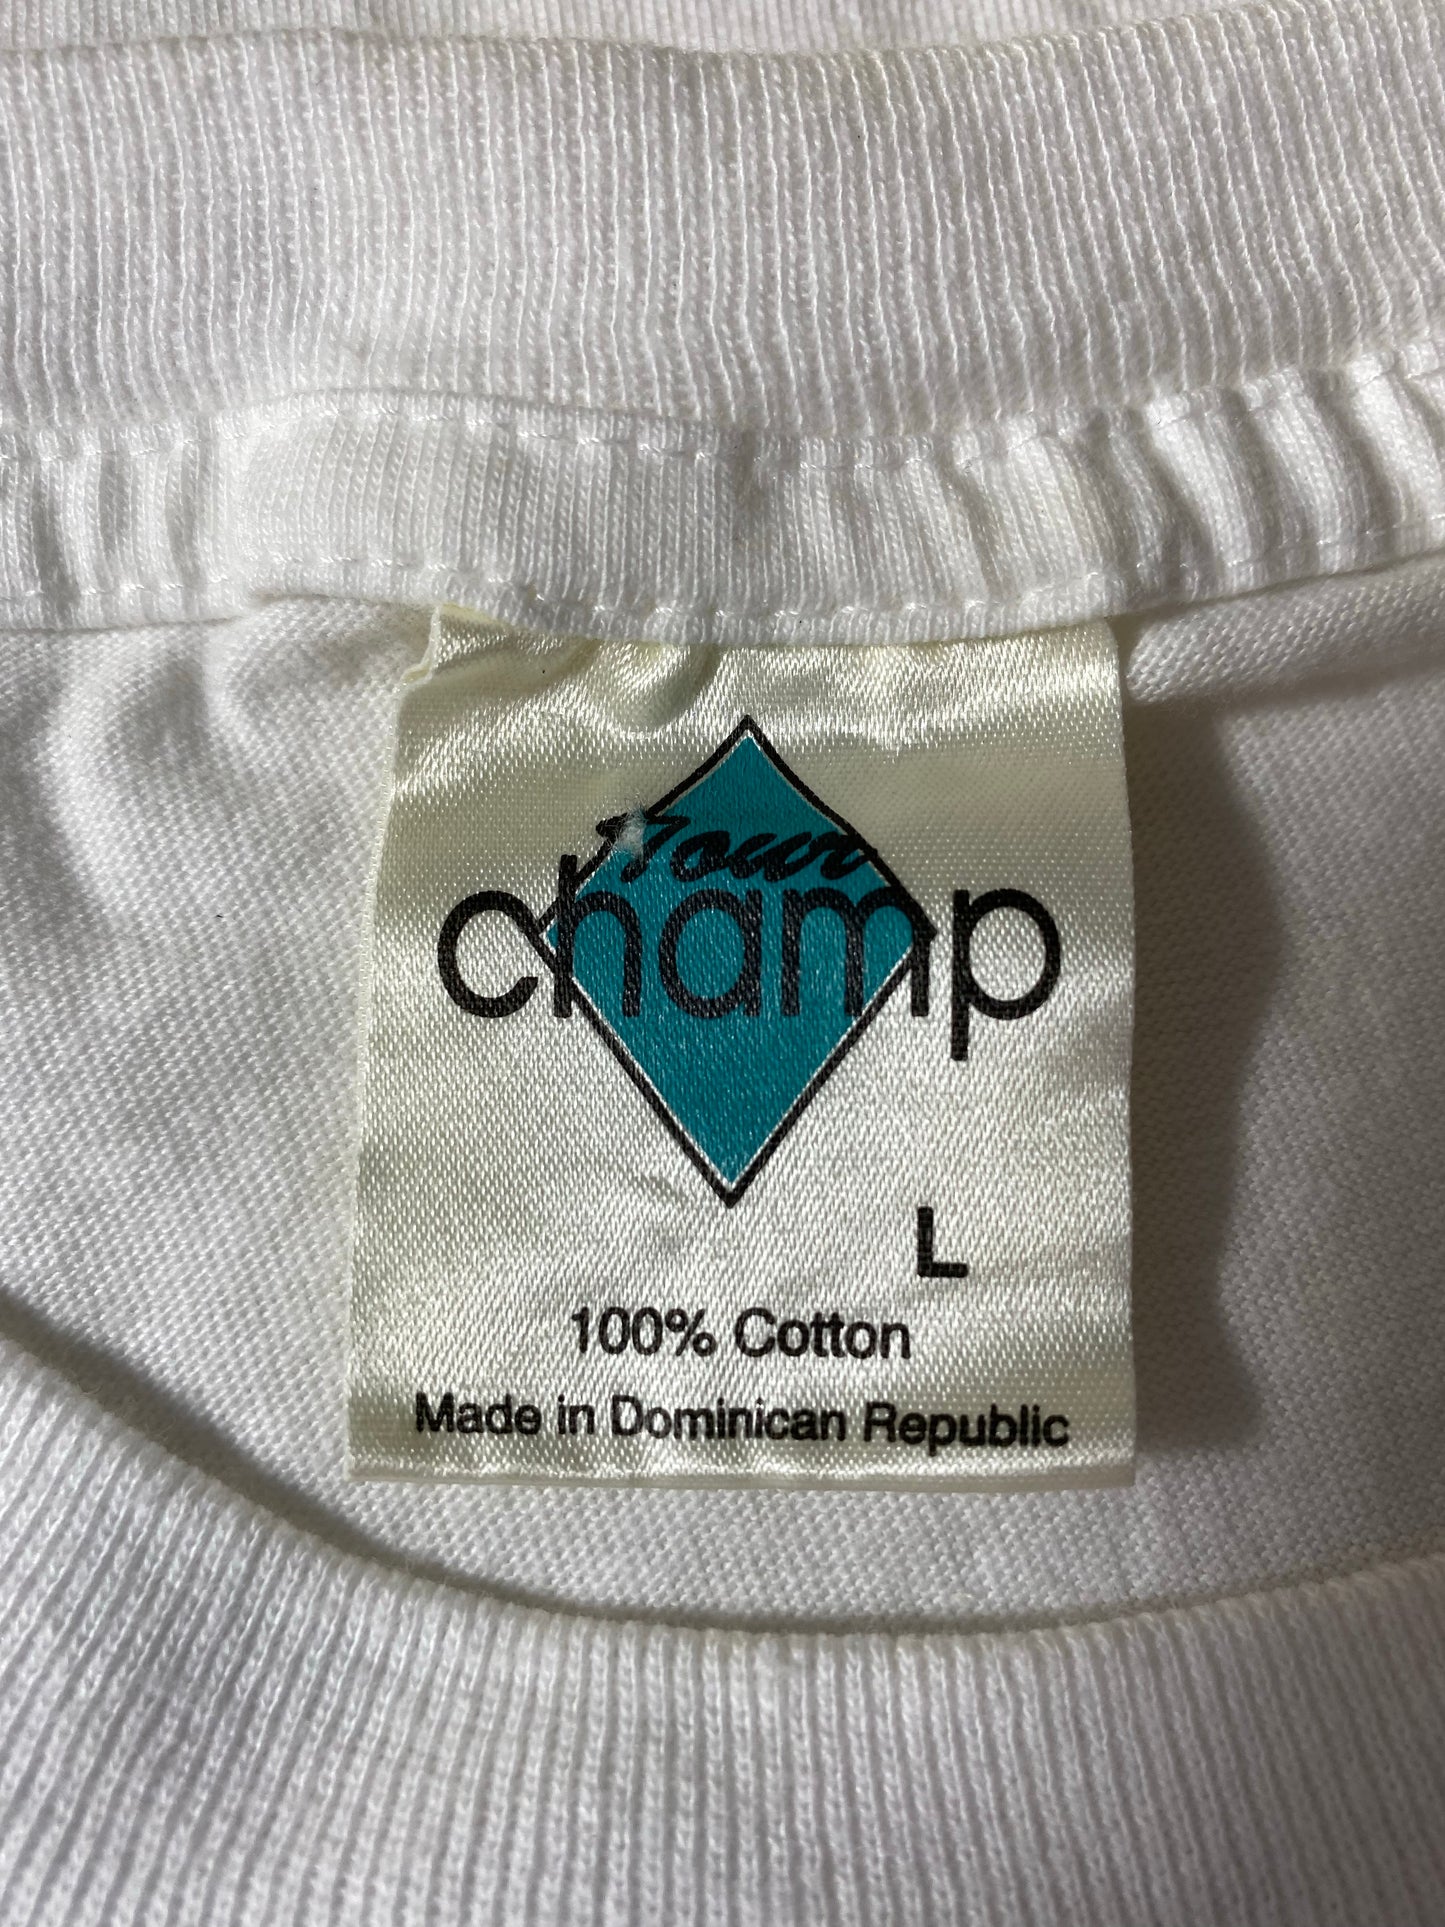 Tour
champ
L
100% Cotton
Made in Dominican Republic